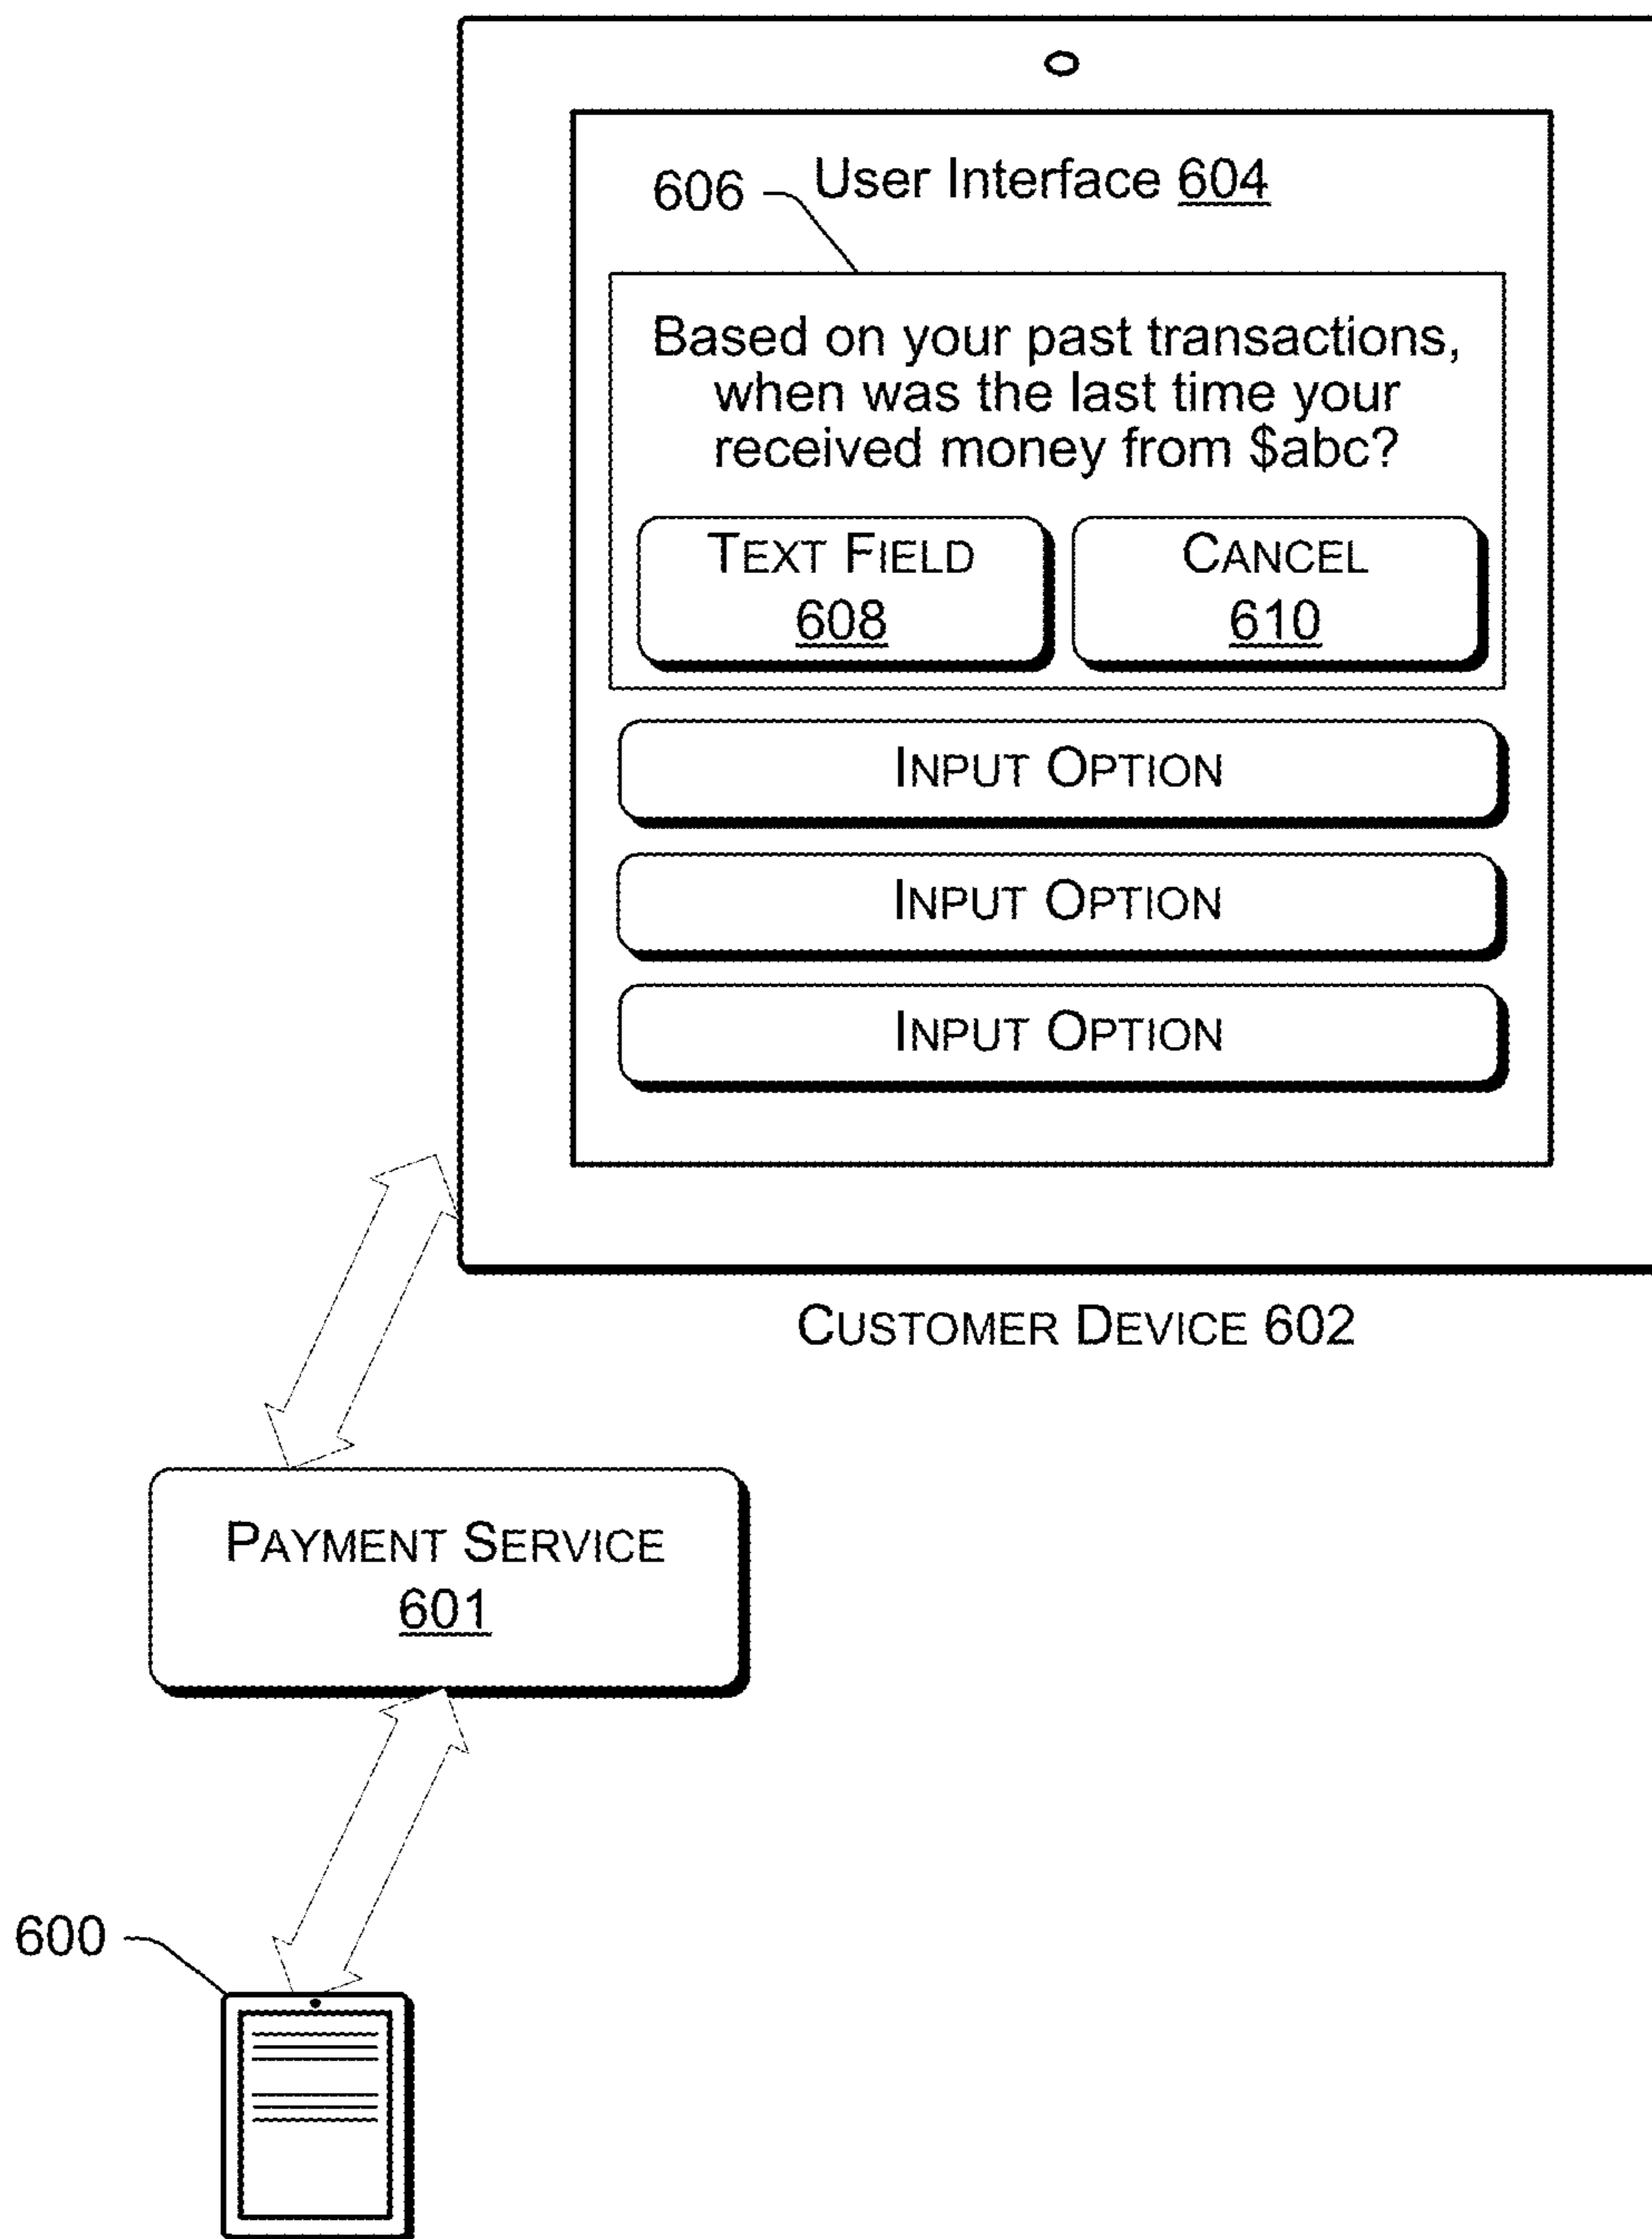 606
User Interface 604
Based on your past transactions,
when was the last time your
received money from $abc?
TEXT FIELD
608
CANCEL
610
INPUT OPTION
INPUT OPTION
INPUT OPTION
CUSTOMER DEVICE 602
PAYMENT SERVICE
601
600